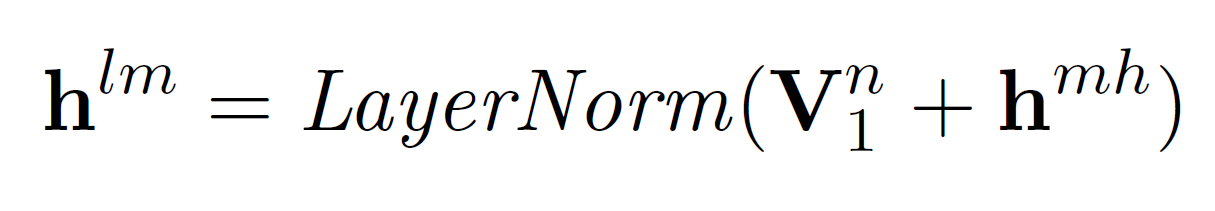 h^{lm} = LayerNorm(V_1^n + h^{mh})